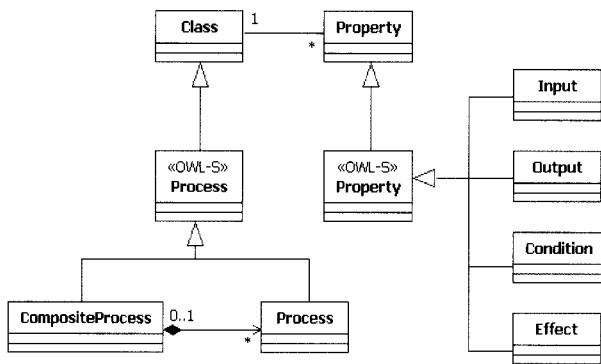 Class
1
*
Property
Input
«OWL-S»
Process
«OWL-S»
Property
Output
Condition
CompositeProcess
0..1
*
Process
Effect